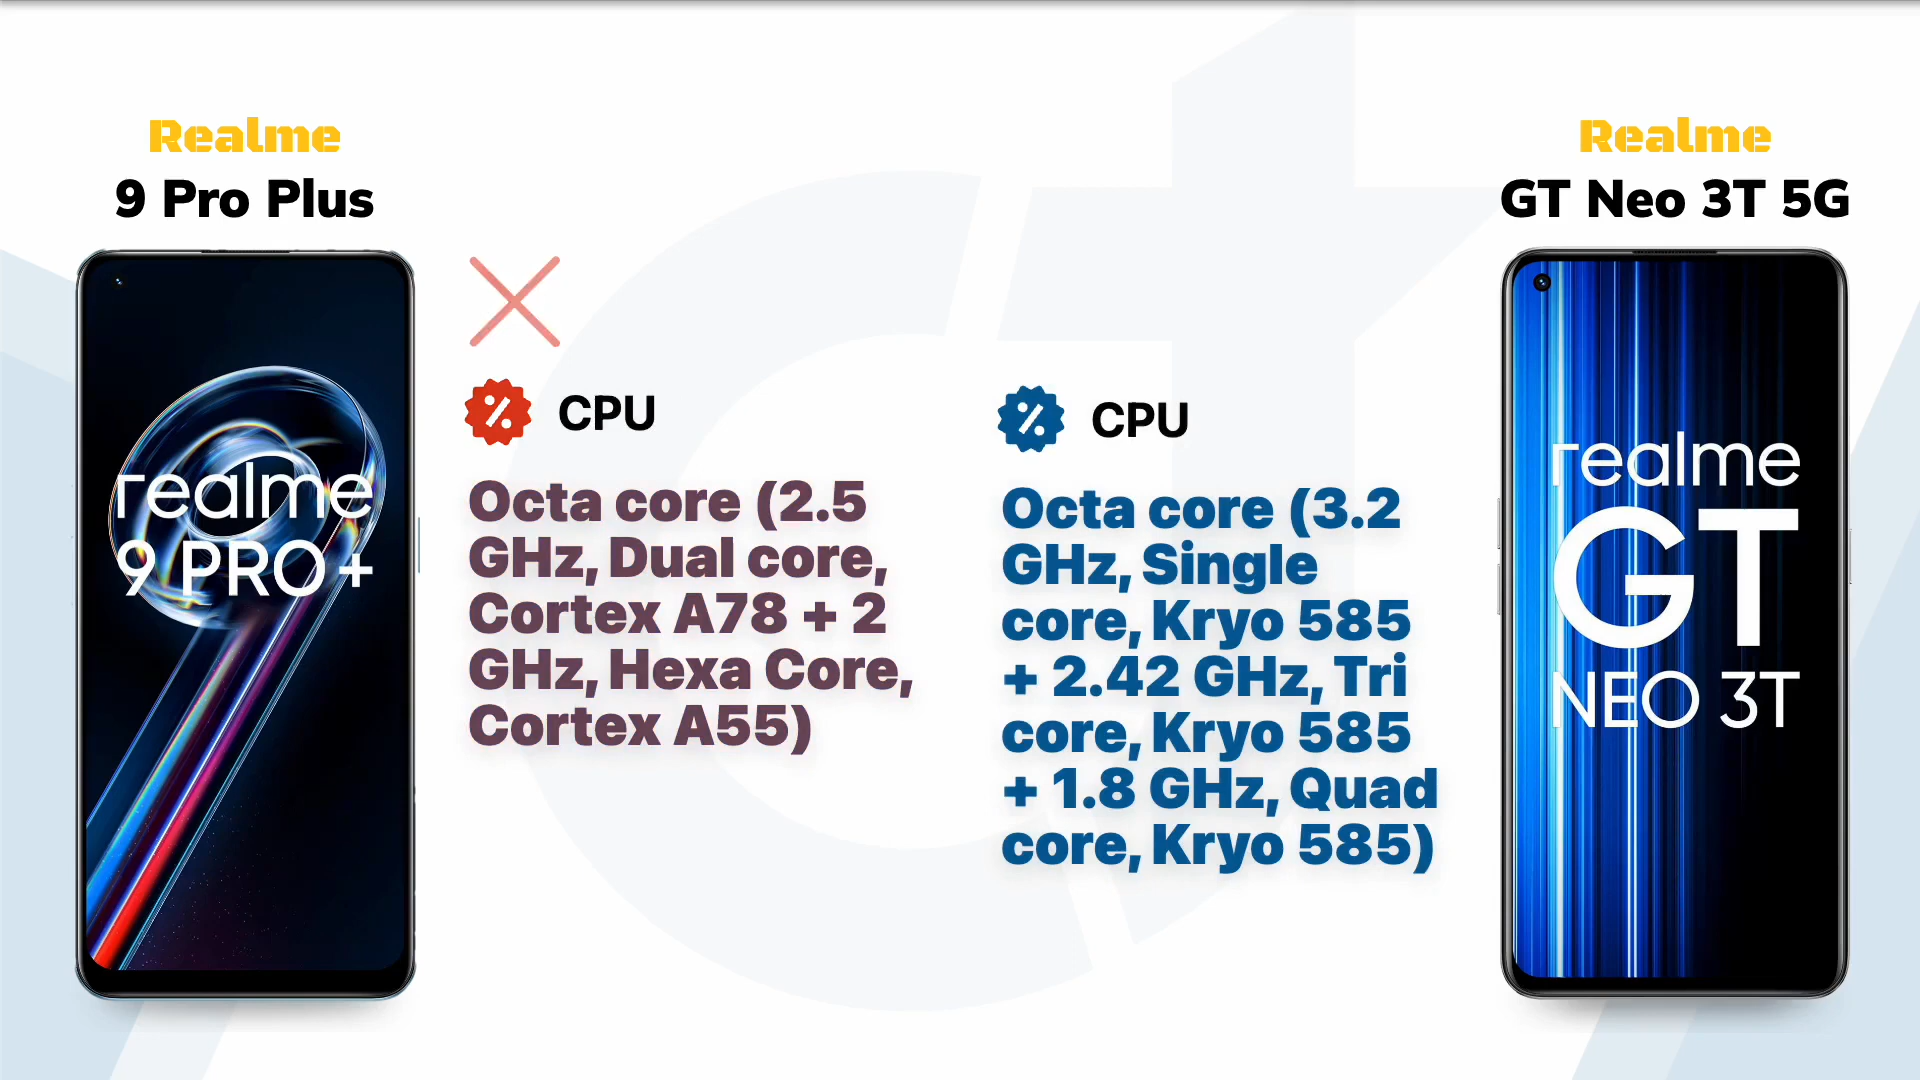 Realme
9 Pro Plus
realme
9 PRO+
CPU
Octa core (2.5
GHz, Dual core,
Cortex A78 + 2
GHz, Hexa Core,
Cortex A55)
CPU
Octa core (3.2
GHz, Single
core, Kryo 585
+ 2.42 GHz, Tri
core, Kryo 585
+ 1.8 GHz, Quad
core, Kryo 585)
Realme
GT Neo 3T 5G
realme
GT
NEO 3T